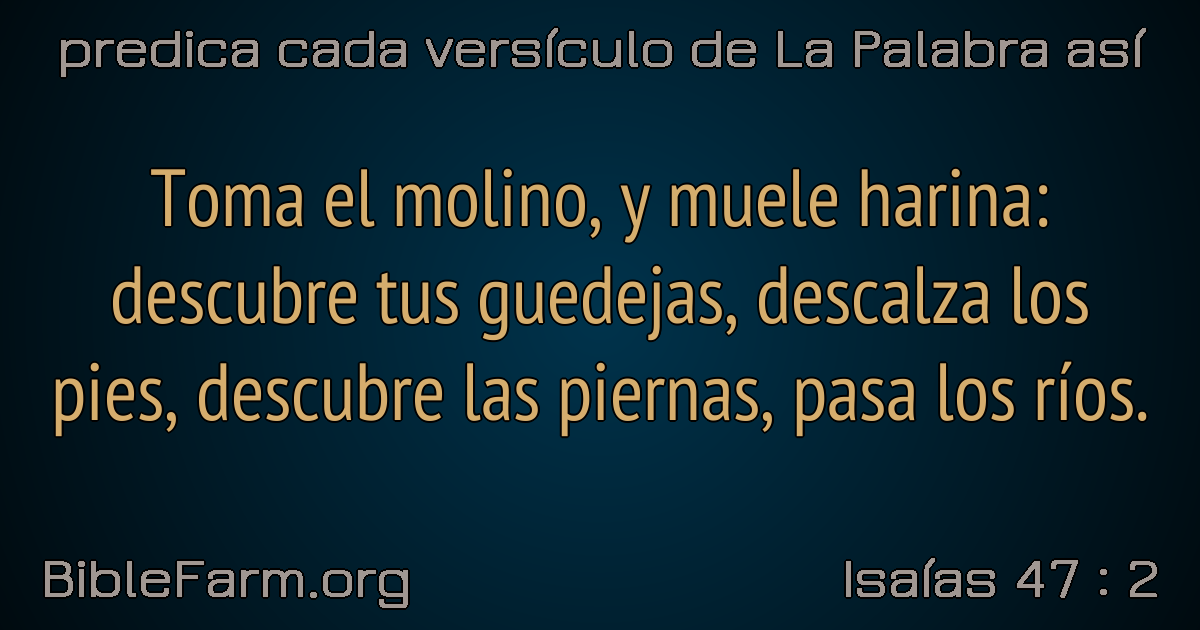 predica cada versículo de La Palabra así
Toma el molino, y muele harina:
descubre tus guedejas, descalza los
pies, descubre las piernas, pasa los ríos.
BibleFarm.org
Isaías 47 : 2